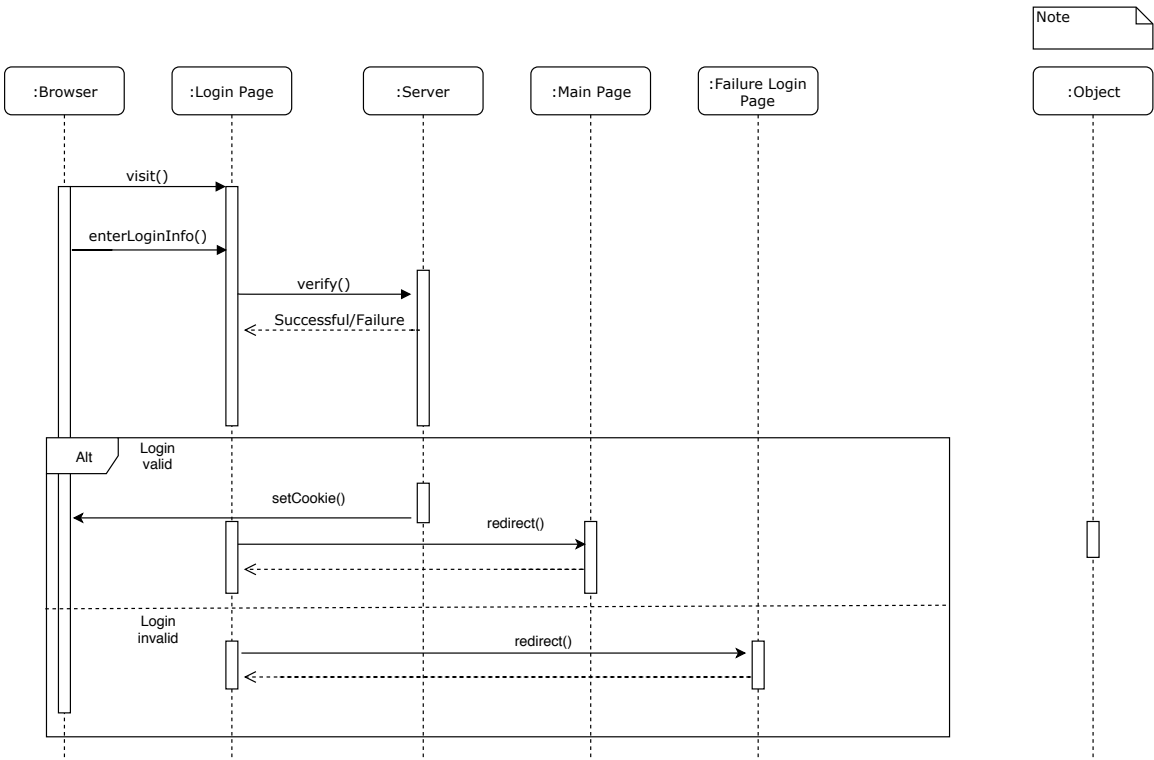 Note
:Browser
:Login Page
:Server
:Main Page
:Failure Login
Page
:Object
visit()
enterLoginInfo()
verify()
Successful/Failure
Alt
Login
valid
setCookie()
redirect()
Login
invalid
redirect()